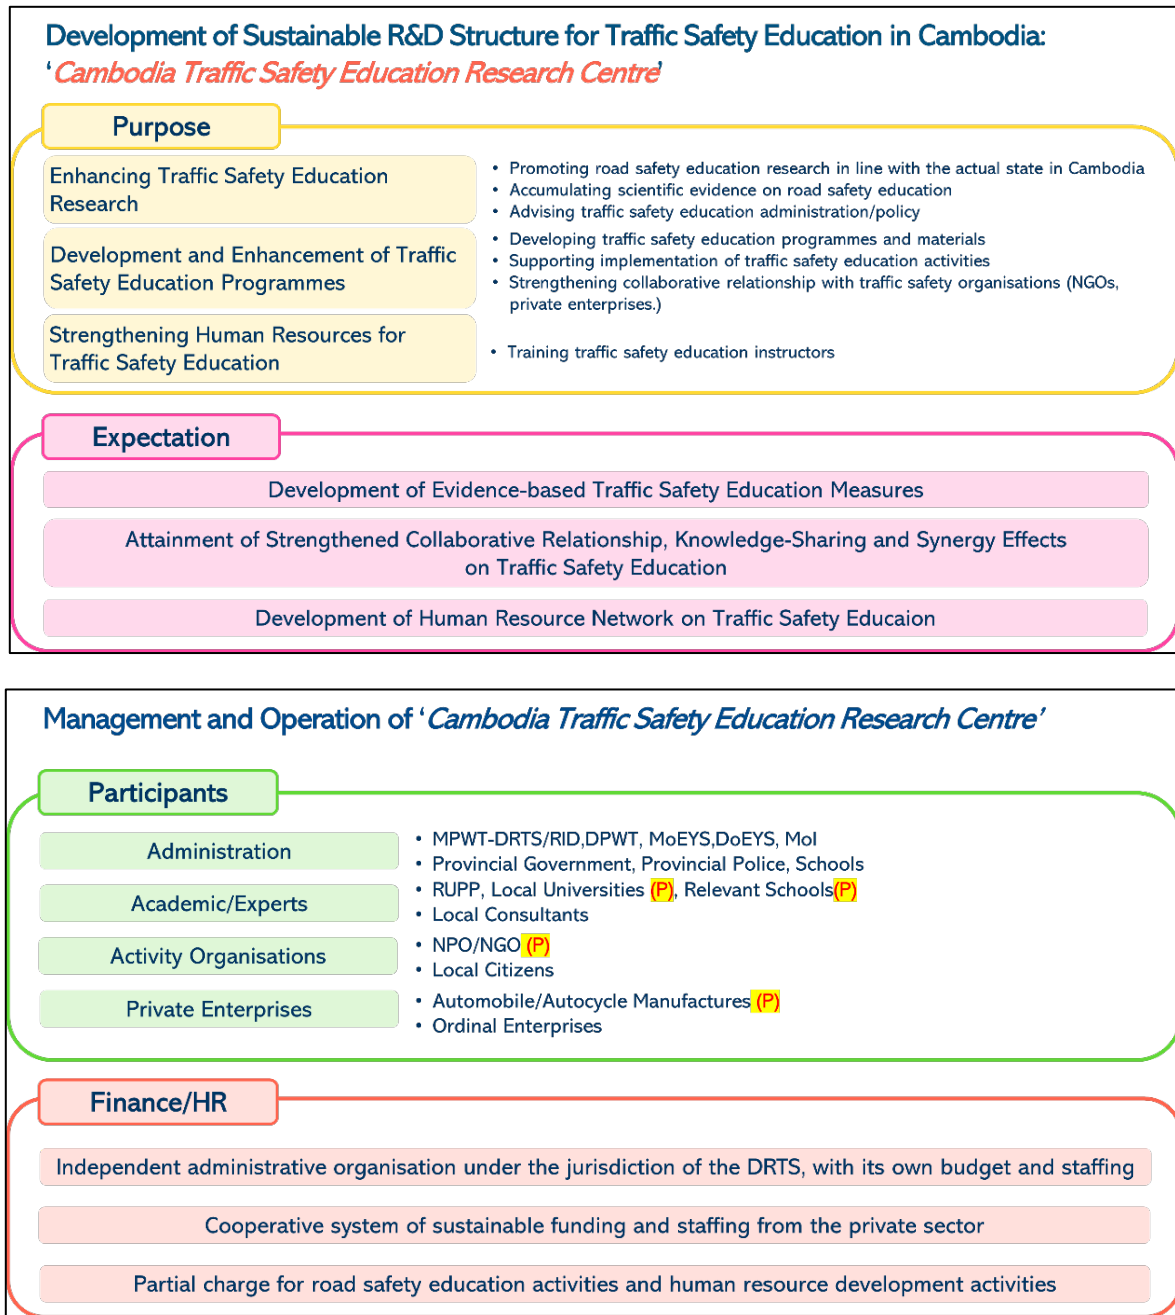 Development of Sustainable R&D Structure for Traffic Safety Education in Cambodia:
'Cambodia Traffic Safety Education Research Centre'
Purpose
Enhancing Traffic Safety Education
Research
• Promoting road safety education research in line with the actual state in Cambodia
• Accumulating scientific evidence on road safety education
• Advising traffic safety education administration/policy
Development and Enhancement of Traffic
Safety Education Programmes
• Developing traffic safety education programmes and materials
• Supporting implementation of traffic safety education activities
• Strengthening collaborative relationship with traffic safety organisations (NGOs,
private enterprises.)
Strengthening Human Resources for
Traffic Safety Education
• Training traffic safety education instructors
Expectation
Development of Evidence-based Traffic Safety Education Measures
Attainment of Strengthened Collaborative Relationship, Knowledge-Sharing and Synergy Effects
on Traffic Safety Education
Development of Human Resource Network on Traffic Safety Educaion
Management and Operation of 'Cambodia Traffic Safety Education Research Centre'
Participants
Administration
• MPWT-DRTS/RID,DPWT, MoEYS,DoEYS, MoI
• Provincial Government, Provincial Police, Schools
Academic/Experts
• RUPP, Local Universities (P), Relevant Schools(P)
• Local Consultants
Activity Organisations
• NPO/NGO (P)
• Local Citizens
Private Enterprises
• Automobile/Autocycle Manufactures (P)
• Ordinal Enterprises
Finance/HR
Independent administrative organisation under the jurisdiction of the DRTS, with its own budget and staffing
Cooperative system of sustainable funding and staffing from the private sector
Partial charge for road safety education activities and human resource development activities